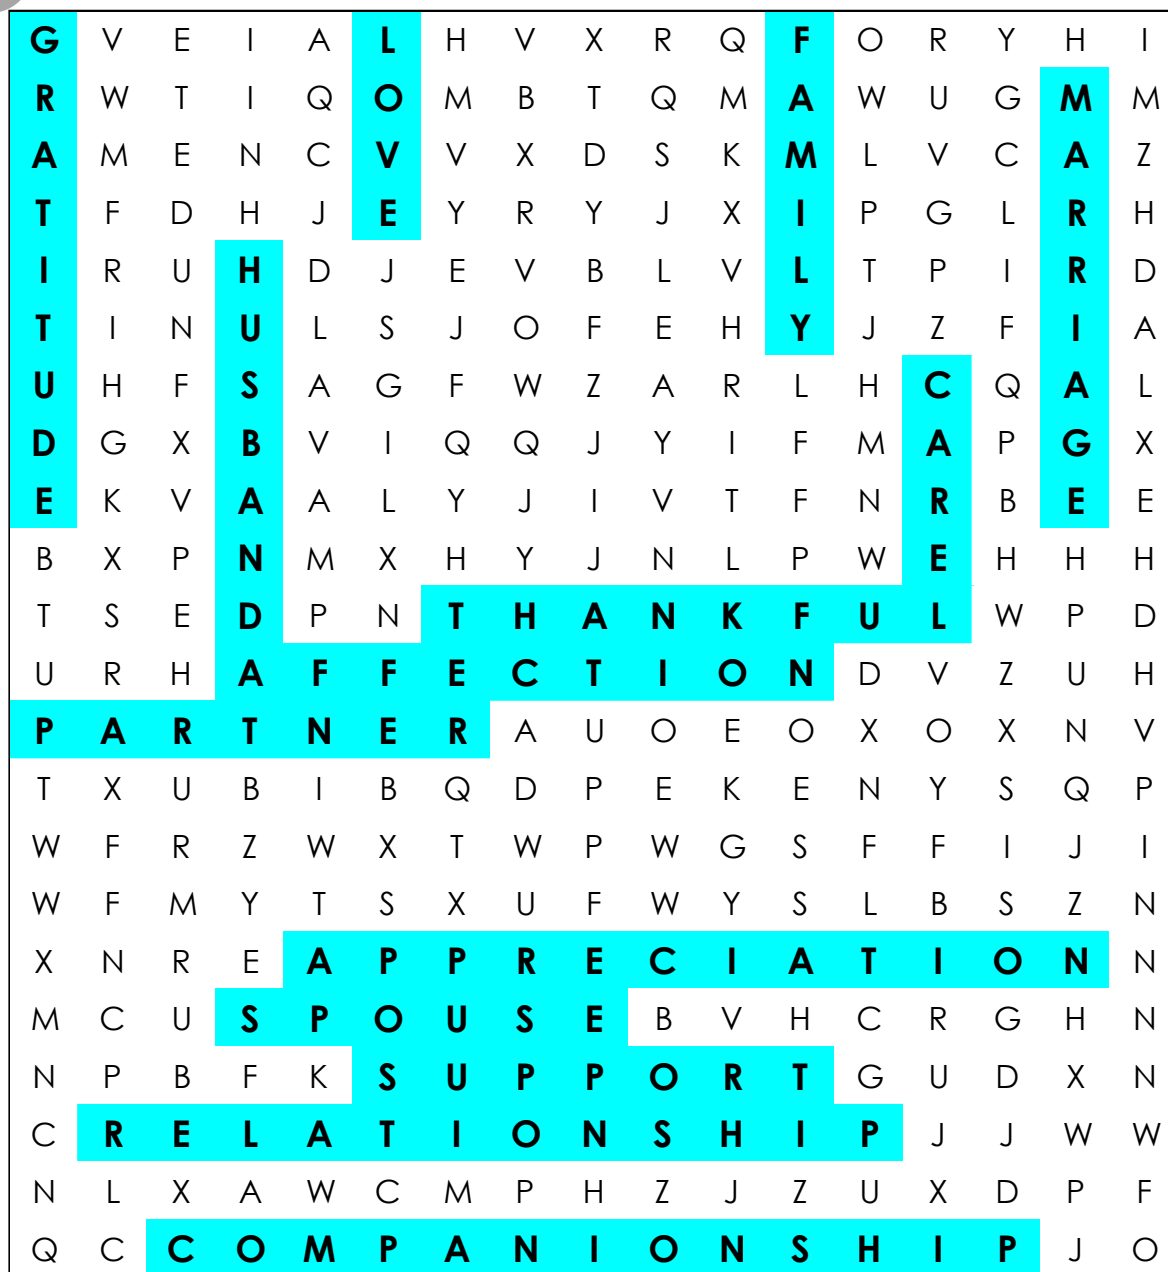 G V E I A L H V X R Q F O R Y H I
R W T I Q O M B T Q M A W U G M M
A M E N C V V X D S K M L V C A Z
T F D H J E Y R Y J X I P G L R H
I R U H D J E V B L V L T P I R D
T I N U L S J O F E H Y J Z F I A
U H F S A G F W Z A R L H C Q A L
D G X B V I Q Q J Y I F M A P G X
E K V A A L Y J I V T F N R B E E
B X P N M X H Y J N L P W E H H H
T S E D P N T H A N K F U L W P D
U R H A F F E C T I O N D V Z U H
P A R T N E R A U O E O X O X N V
T X U B I B Q D P E K E N Y S Q P
W F R Z W X T W P W G S F F I J I
W F M Y T S X U F W Y S L B S Z N
X N R E A P P R E C I A T I O N N
M C U S P O U S E B V H C R G H N
N P B F K S U P P O R T G U D X N
C R E L A T I O N S H I P J J W W
N L X A W C M P H Z J Z U X D P F
Q C C O M P A N I O N S H I P J O